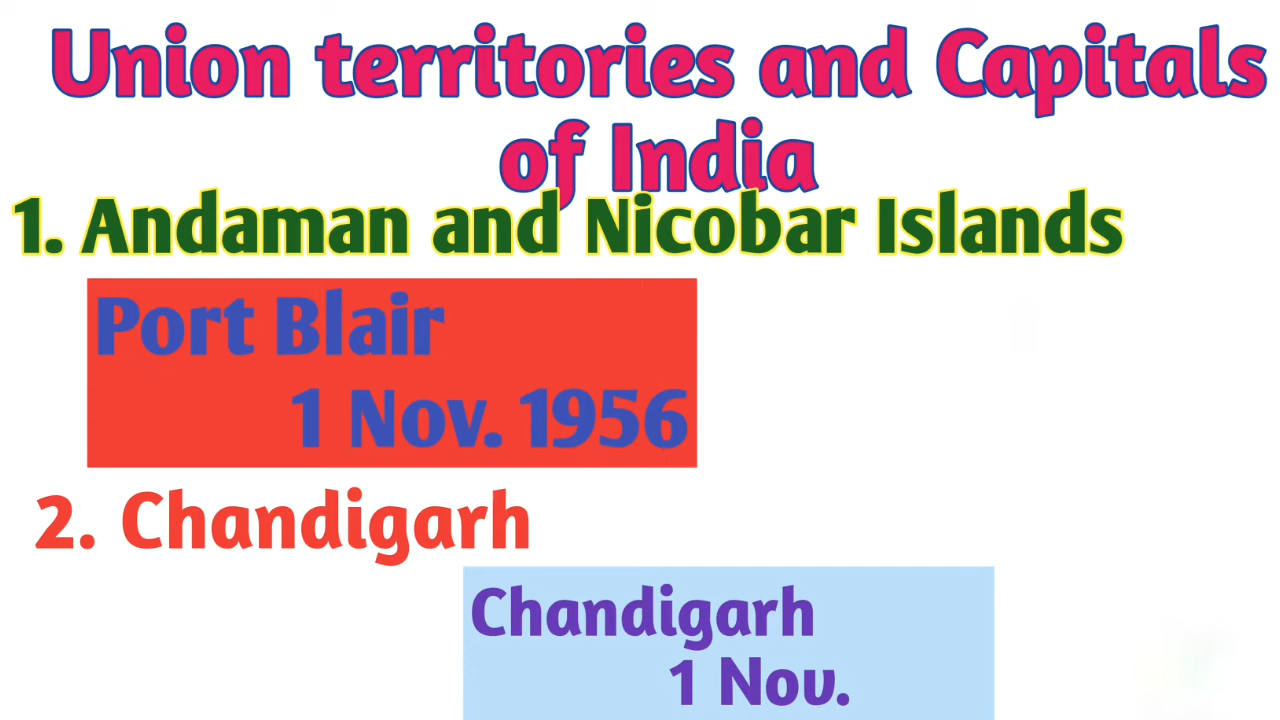 Union territories and Capitals
of India
1. Andaman and Nicobar Islands
Port Blair
1 Nov. 1956
2. Chandigarh
Chandigarh
1 Nov.